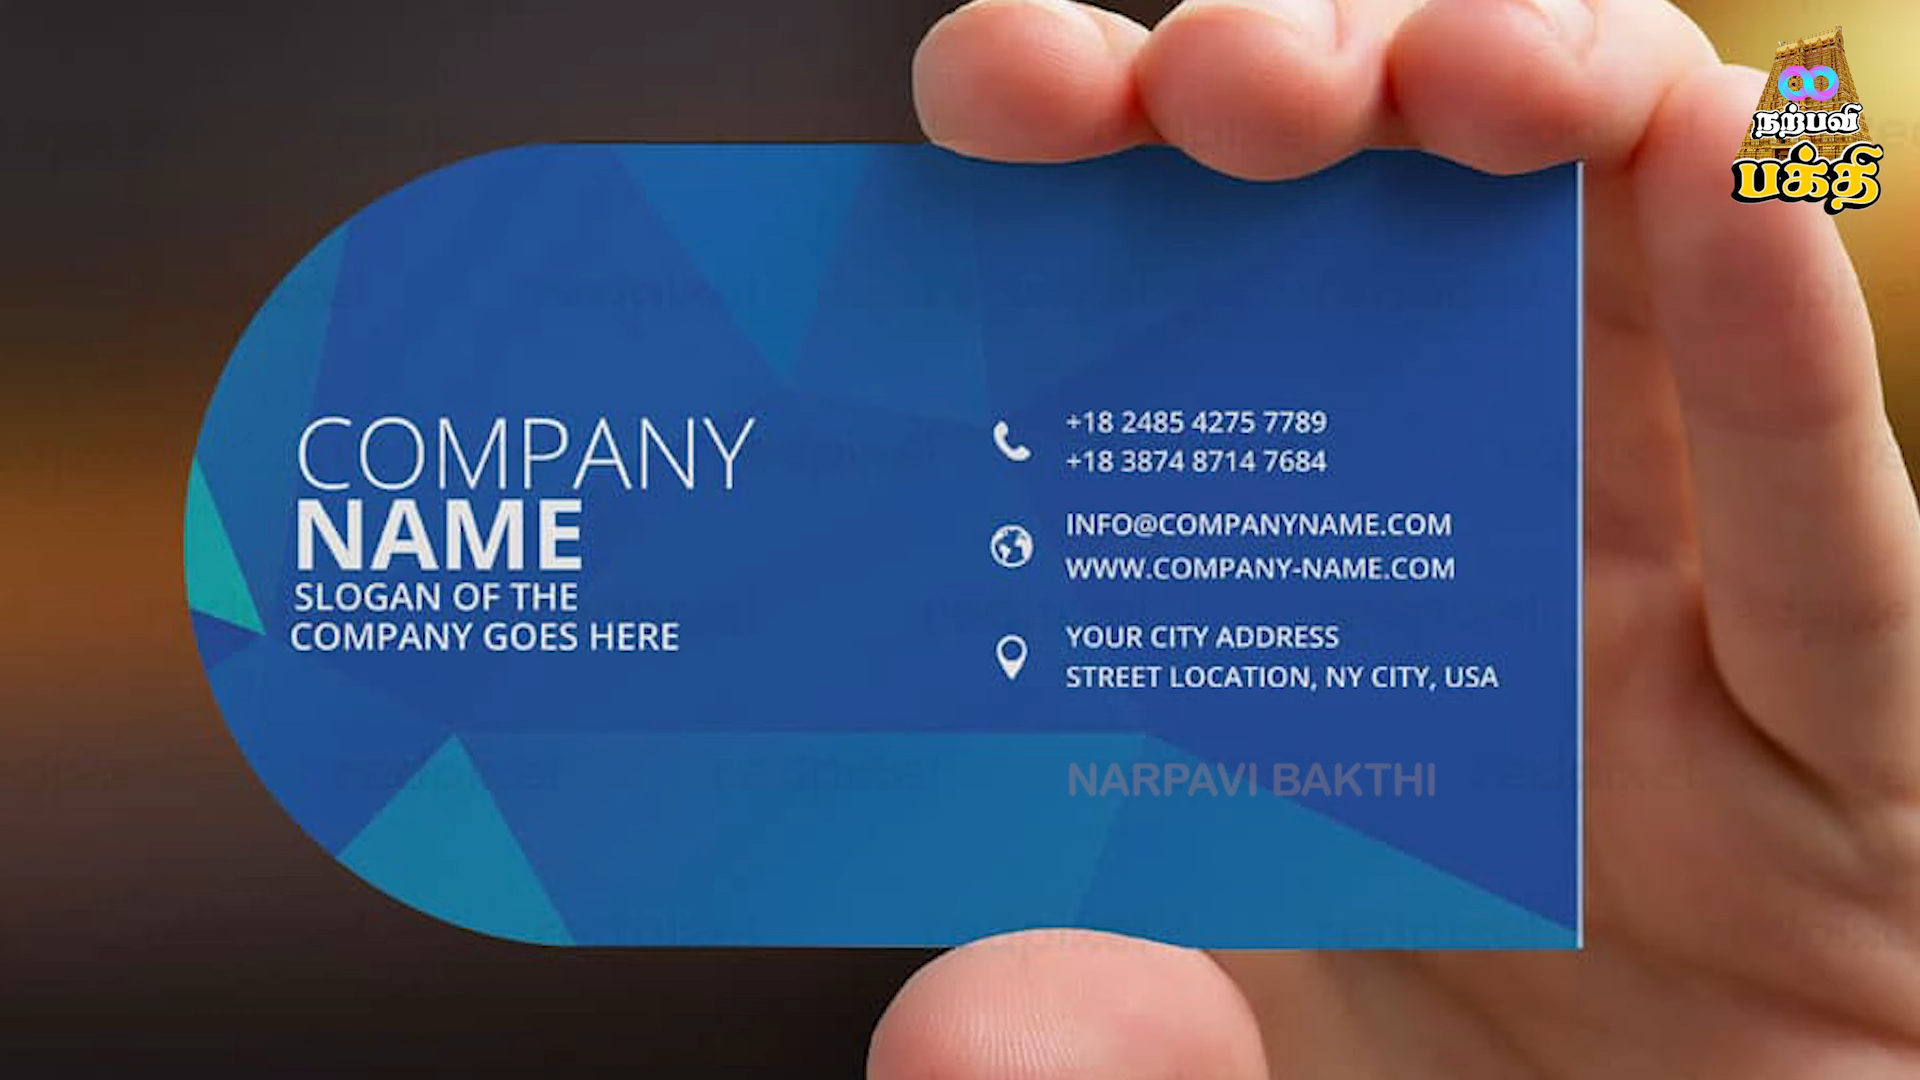 நற்பவி
பக்தி
COMPANY
NAME
SLOGAN OF THE
COMPANY GOES HERE
+18 2485 4275 7789
+18 3874 8714 7684
INFO@COMPANYNAME.COM
WWW.COMPANY-NAME.COM
YOUR CITY ADDRESS
STREET LOCATION, NY CITY, USA
NARPAVI BAKTHI